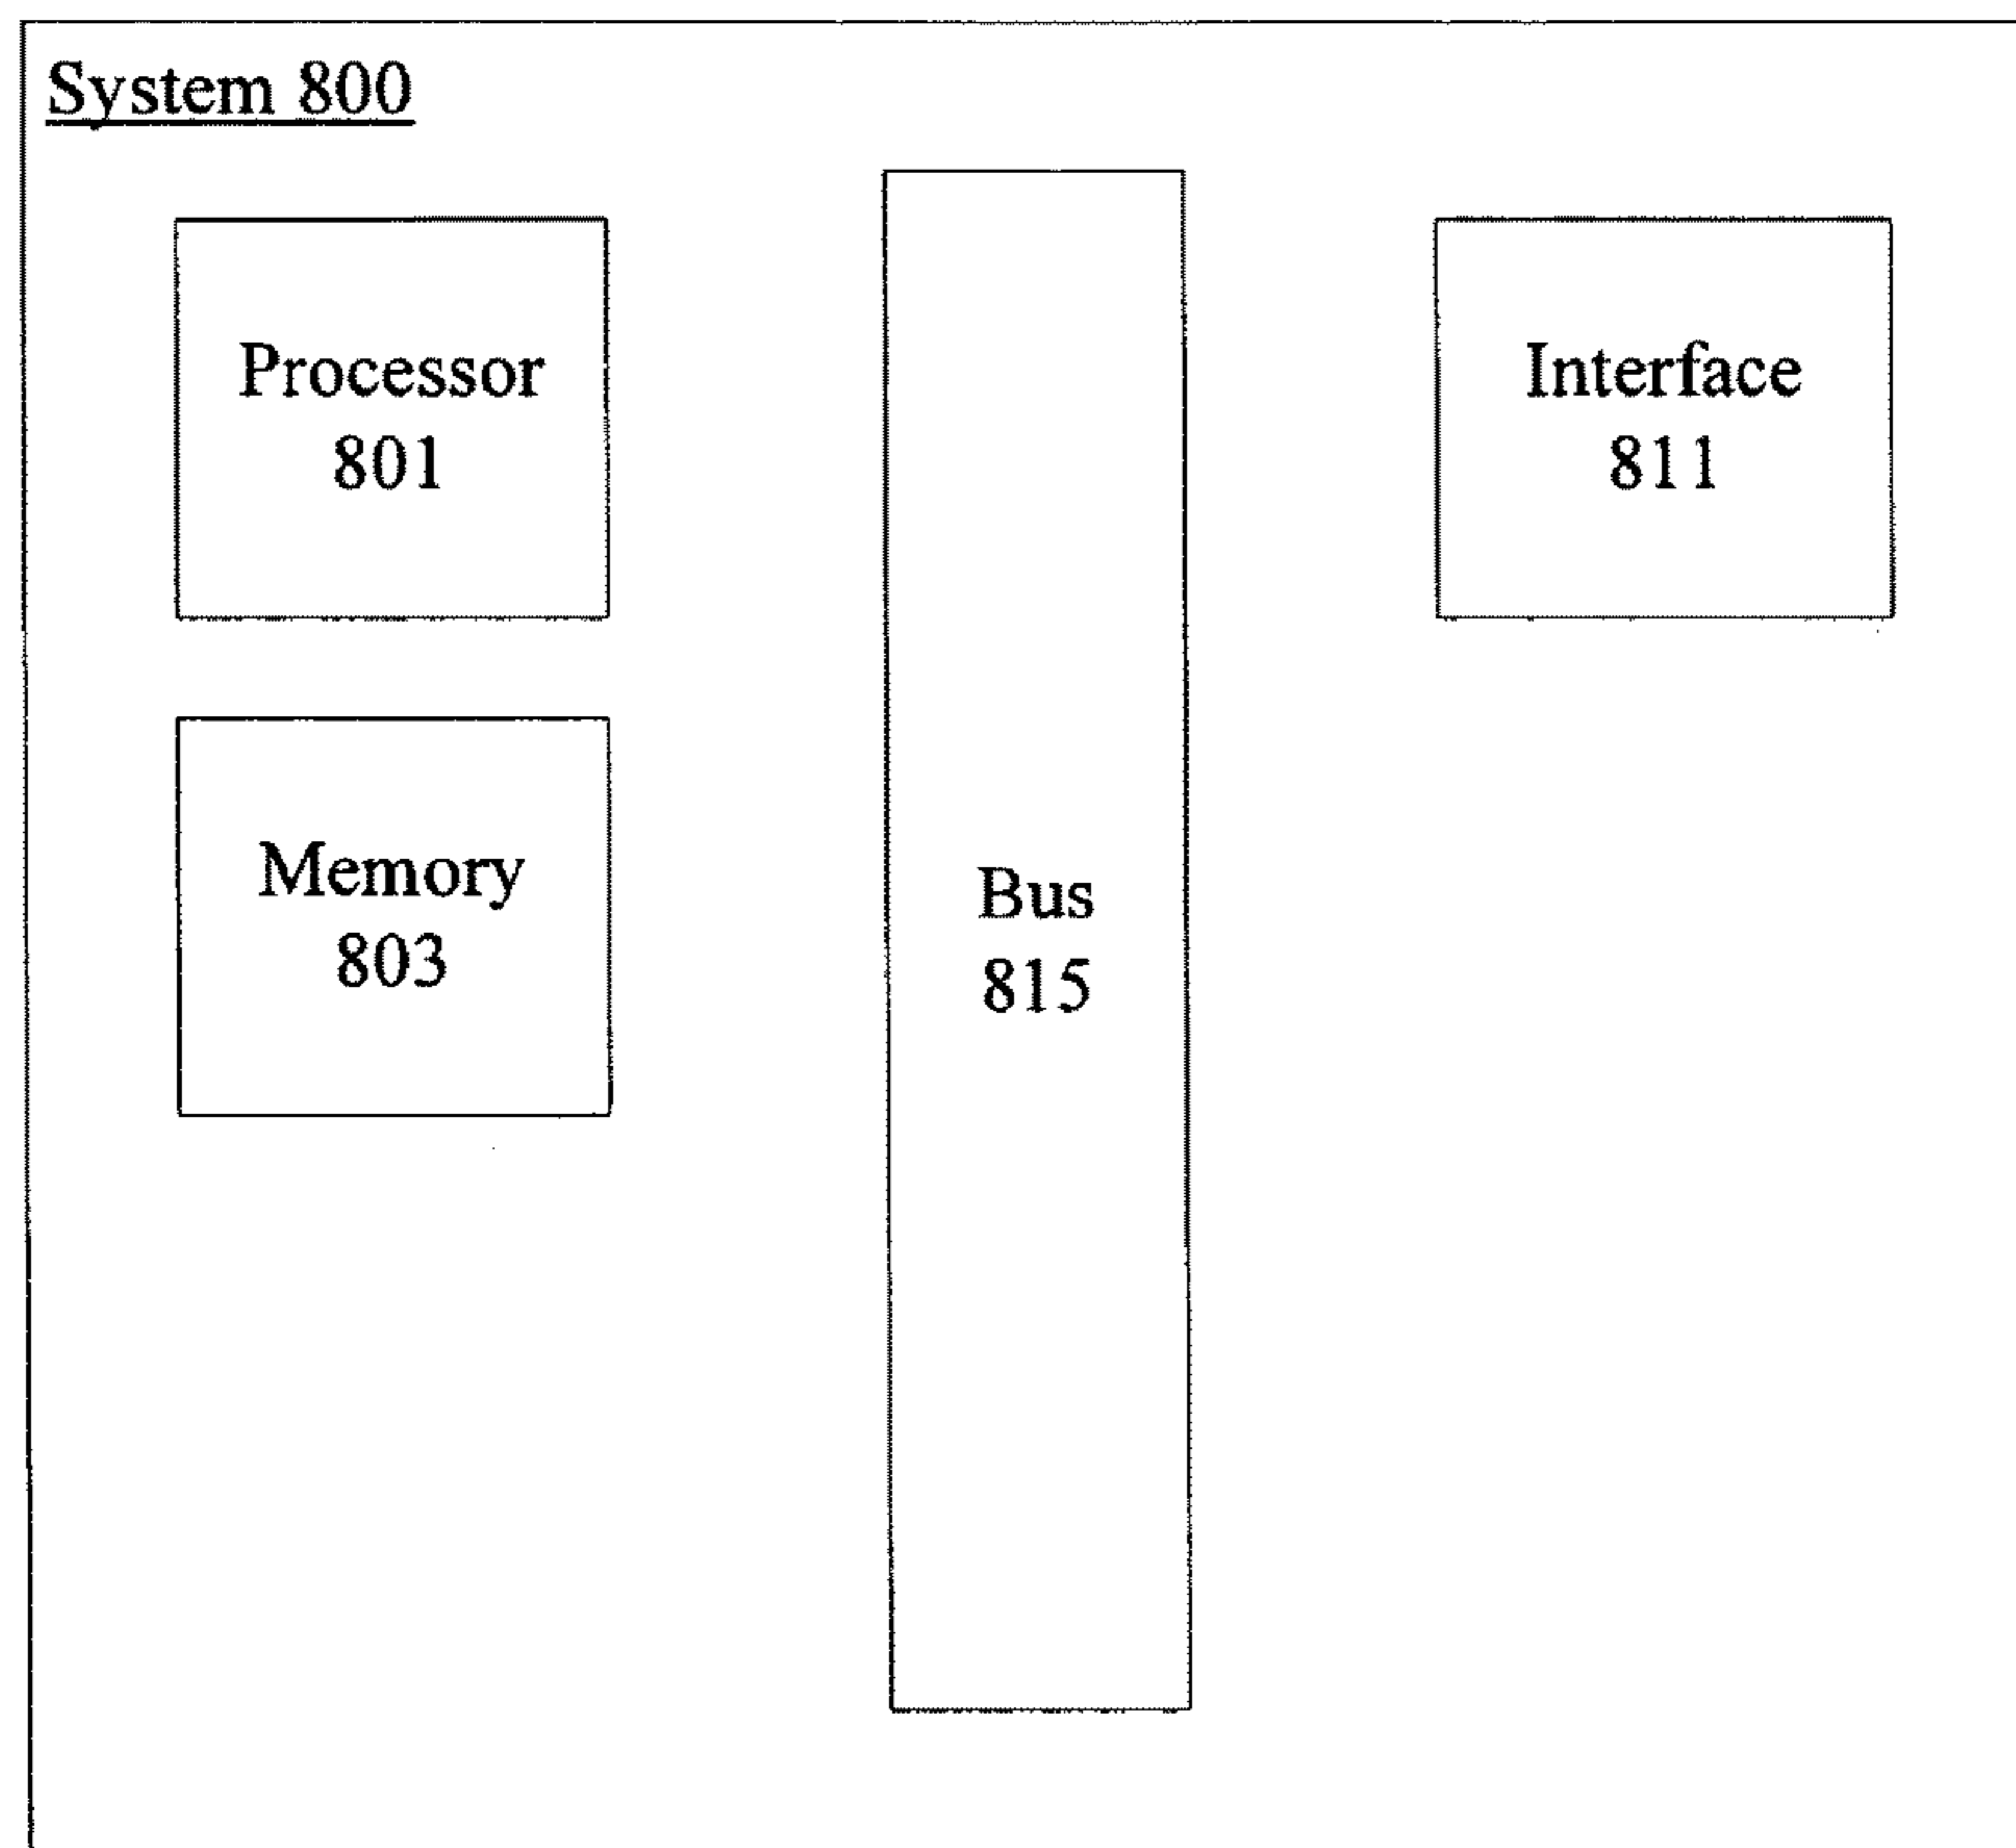 System 800
Processor
801
Interface
811
Memory
803
Bus
815